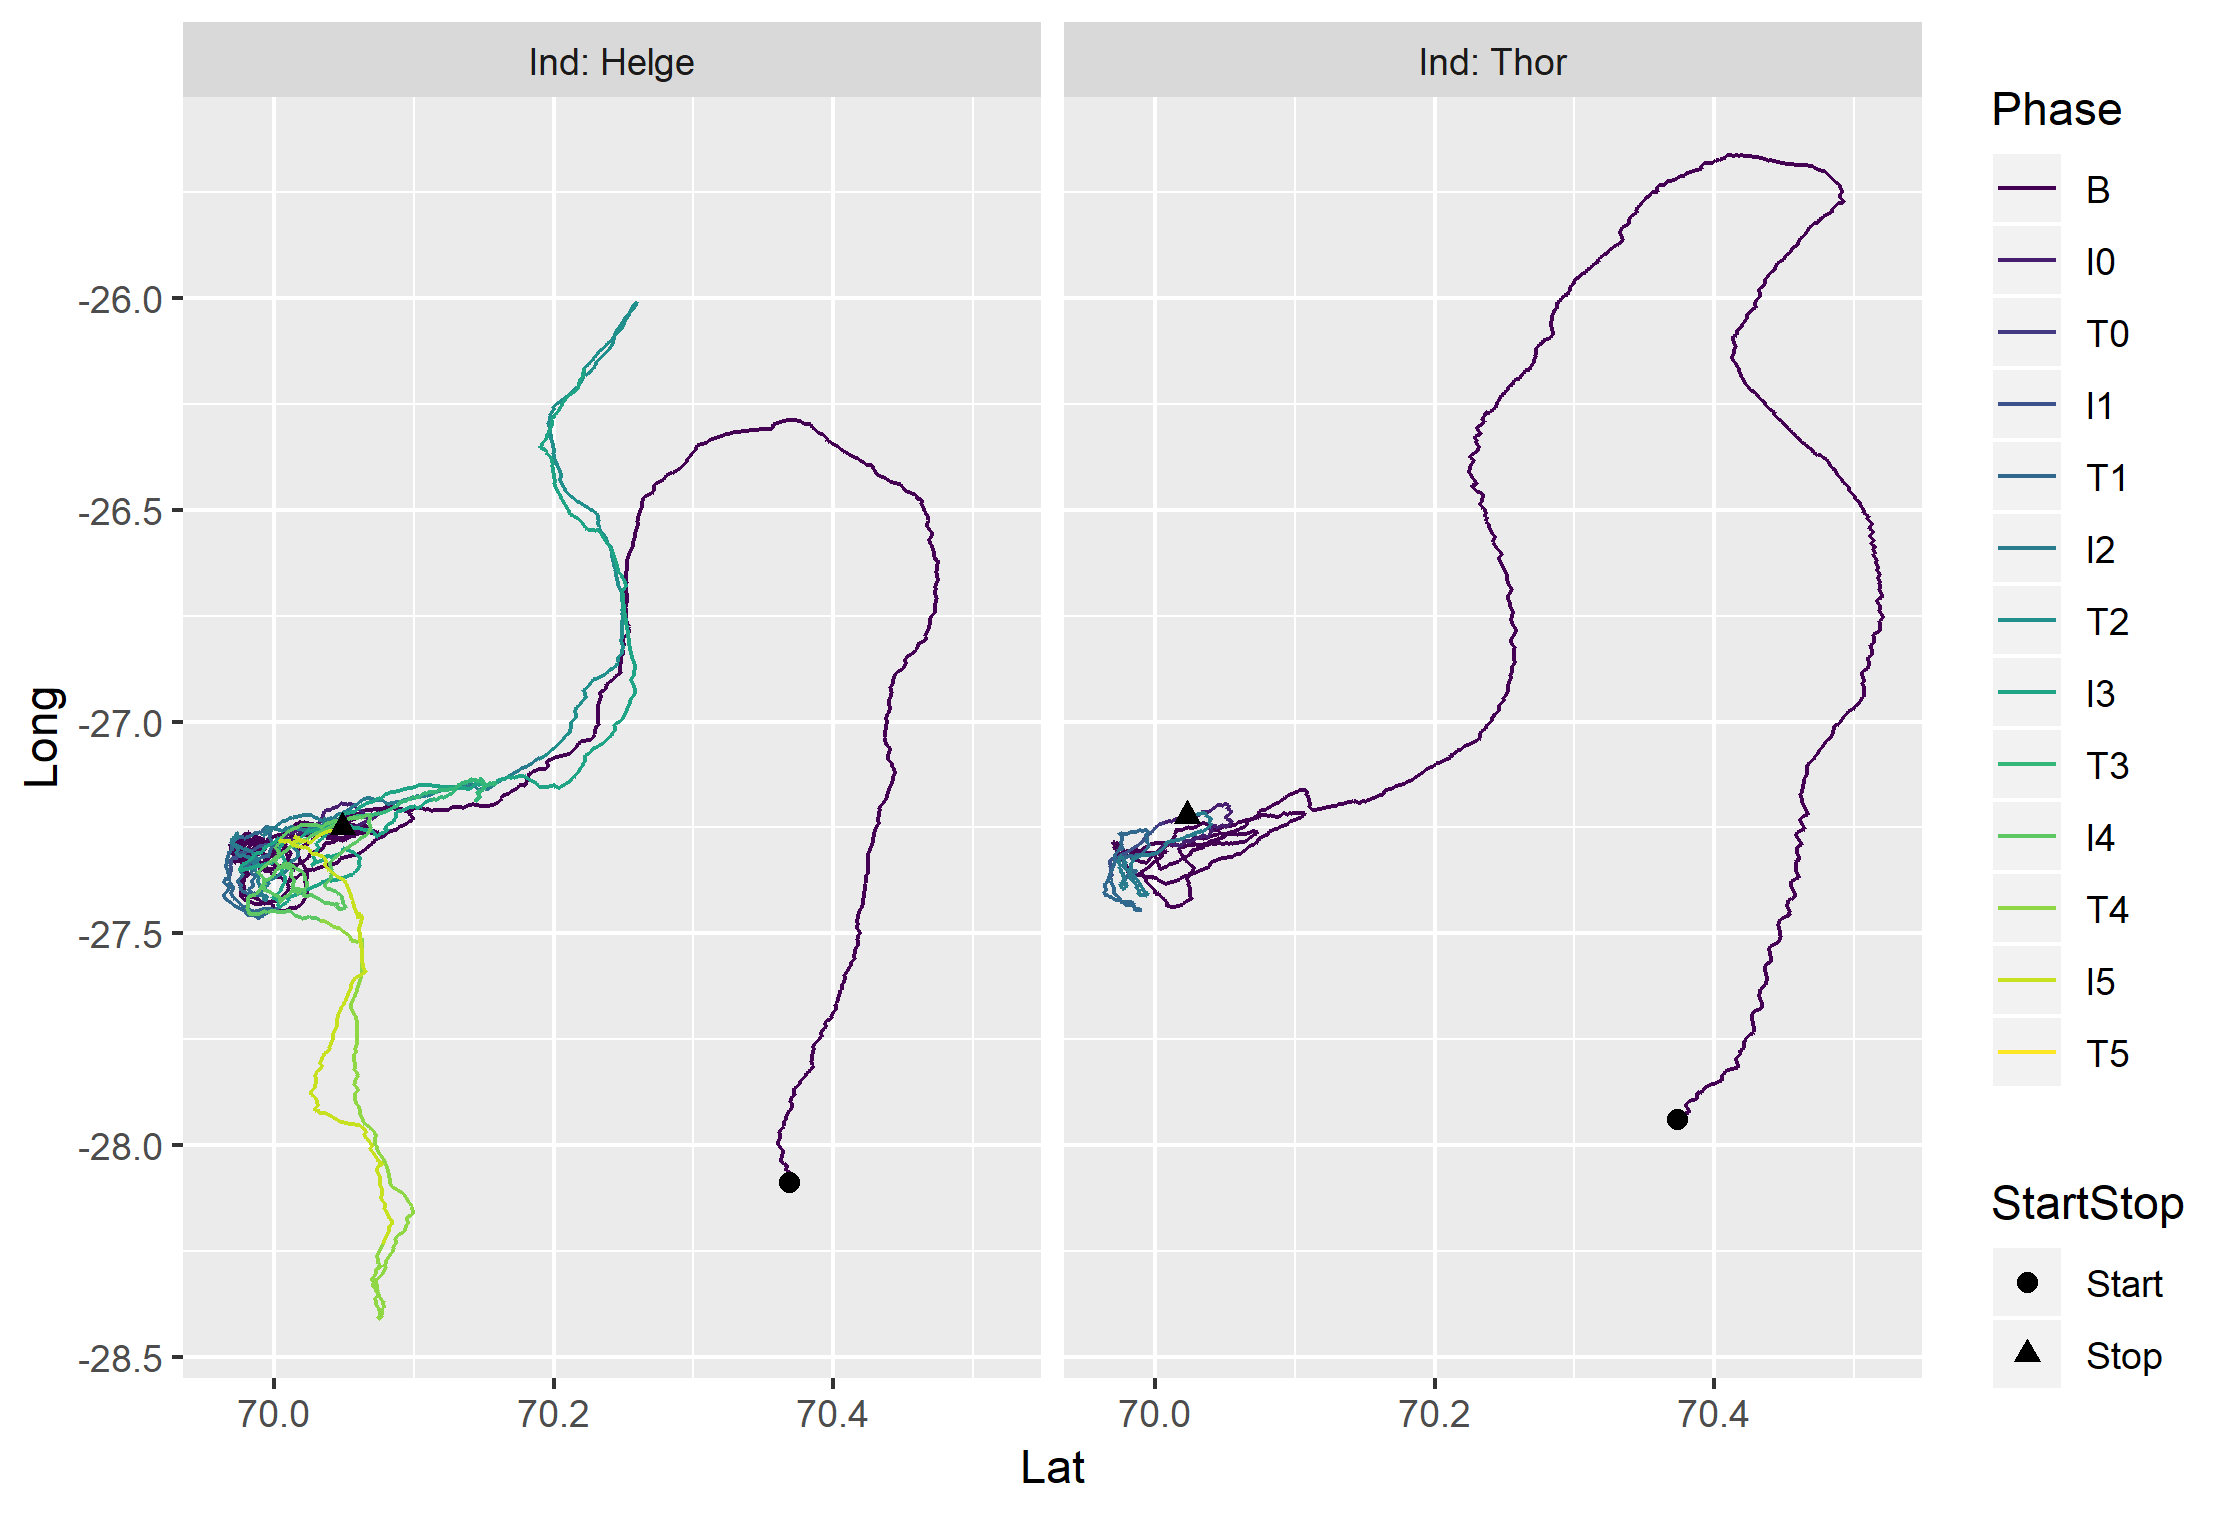 Ind: Helge
Ind: Thor
Long
-26.0
-26.5
-27.0
-27.5
-28.0
-28.5
70.0
70.2
70.4
70.0
70.2
70.4
Lat
Phase
B
I0
T0
I1
T1
I2
T2
I3
T3
I4
T4
I5
T5
StartStop
Start
Stop